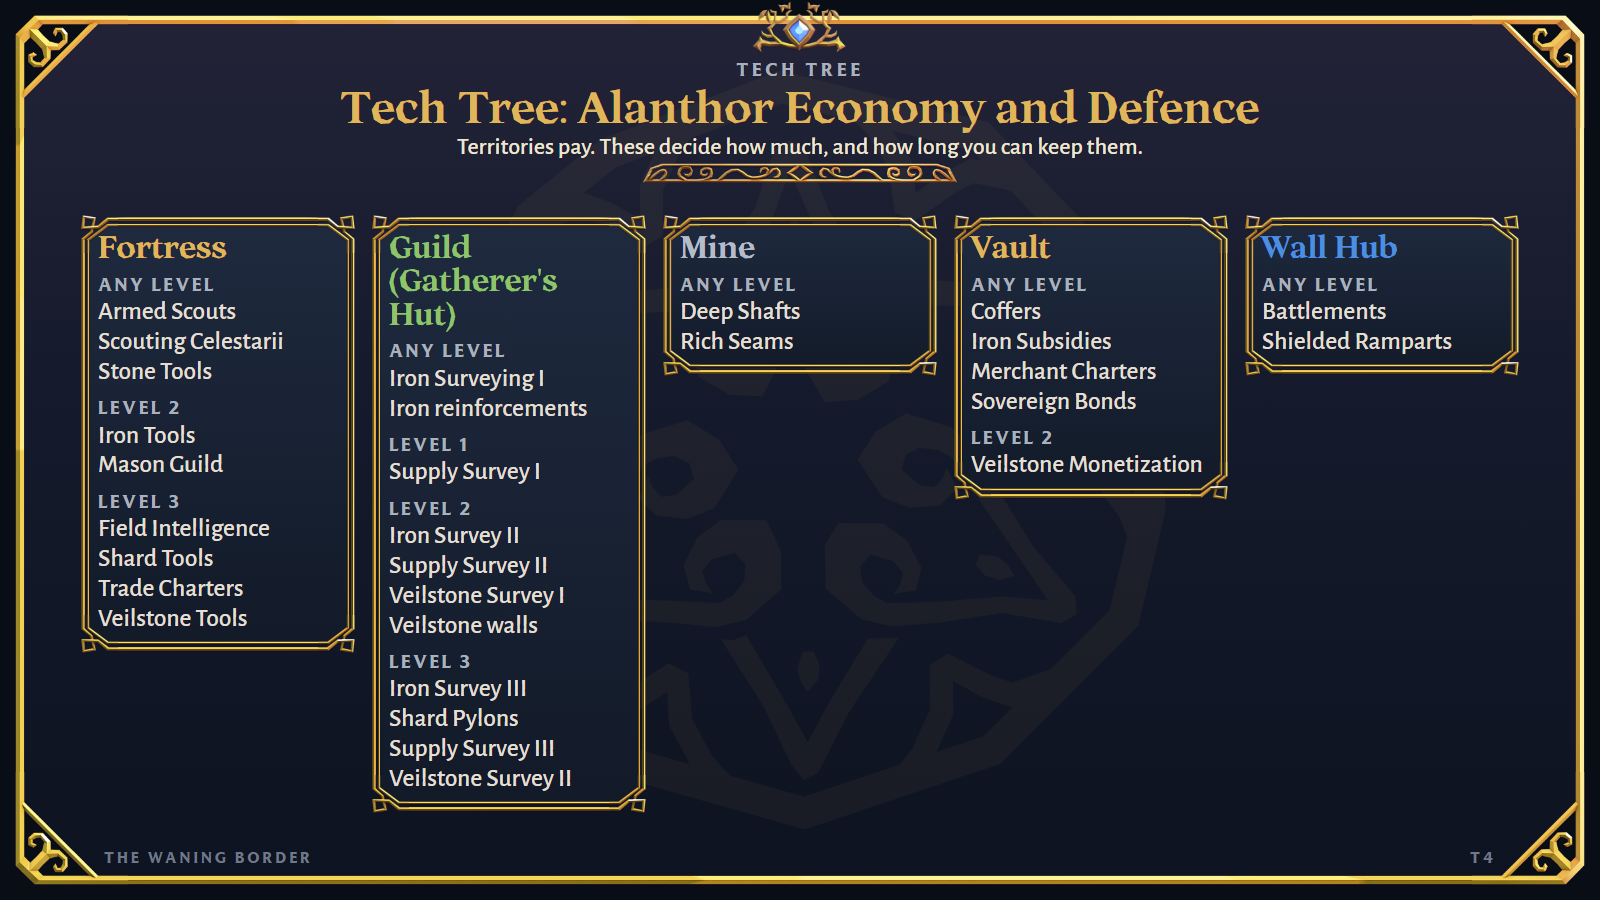 TECH TREE
Tech Tree: Alanthor Economy and Defence
Territories pay. These decide how much, and how long you can keep them.
Fortress
ANY LEVEL
Armed Scouts
Scouting Celestarii
Stone Tools
LEVEL 2
Iron Tools
Mason Guild
LEVEL 3
Field Intelligence
Shard Tools
Trade Charters
Veilstone Tools
Guild
(Gatherer's
Hut)
ANY LEVEL
Iron Surveying I
Iron reinforcements
LEVEL 1
Supply Survey I
LEVEL 2
Iron Survey II
Supply Survey II
Veilstone Survey I
Veilstone walls
LEVEL 3
Iron Survey III
Shard Pylons
Supply Survey III
Veilstone Survey II
Mine
ANY LEVEL
Deep Shafts
Rich Seams
Vault
ANY LEVEL
Coffers
Iron Subsidies
Merchant Charters
Sovereign Bonds
LEVEL 2
Veilstone Monetization
Wall Hub
ANY LEVEL
Battlements
Shielded Ramparts
THE WANING BORDER
T4